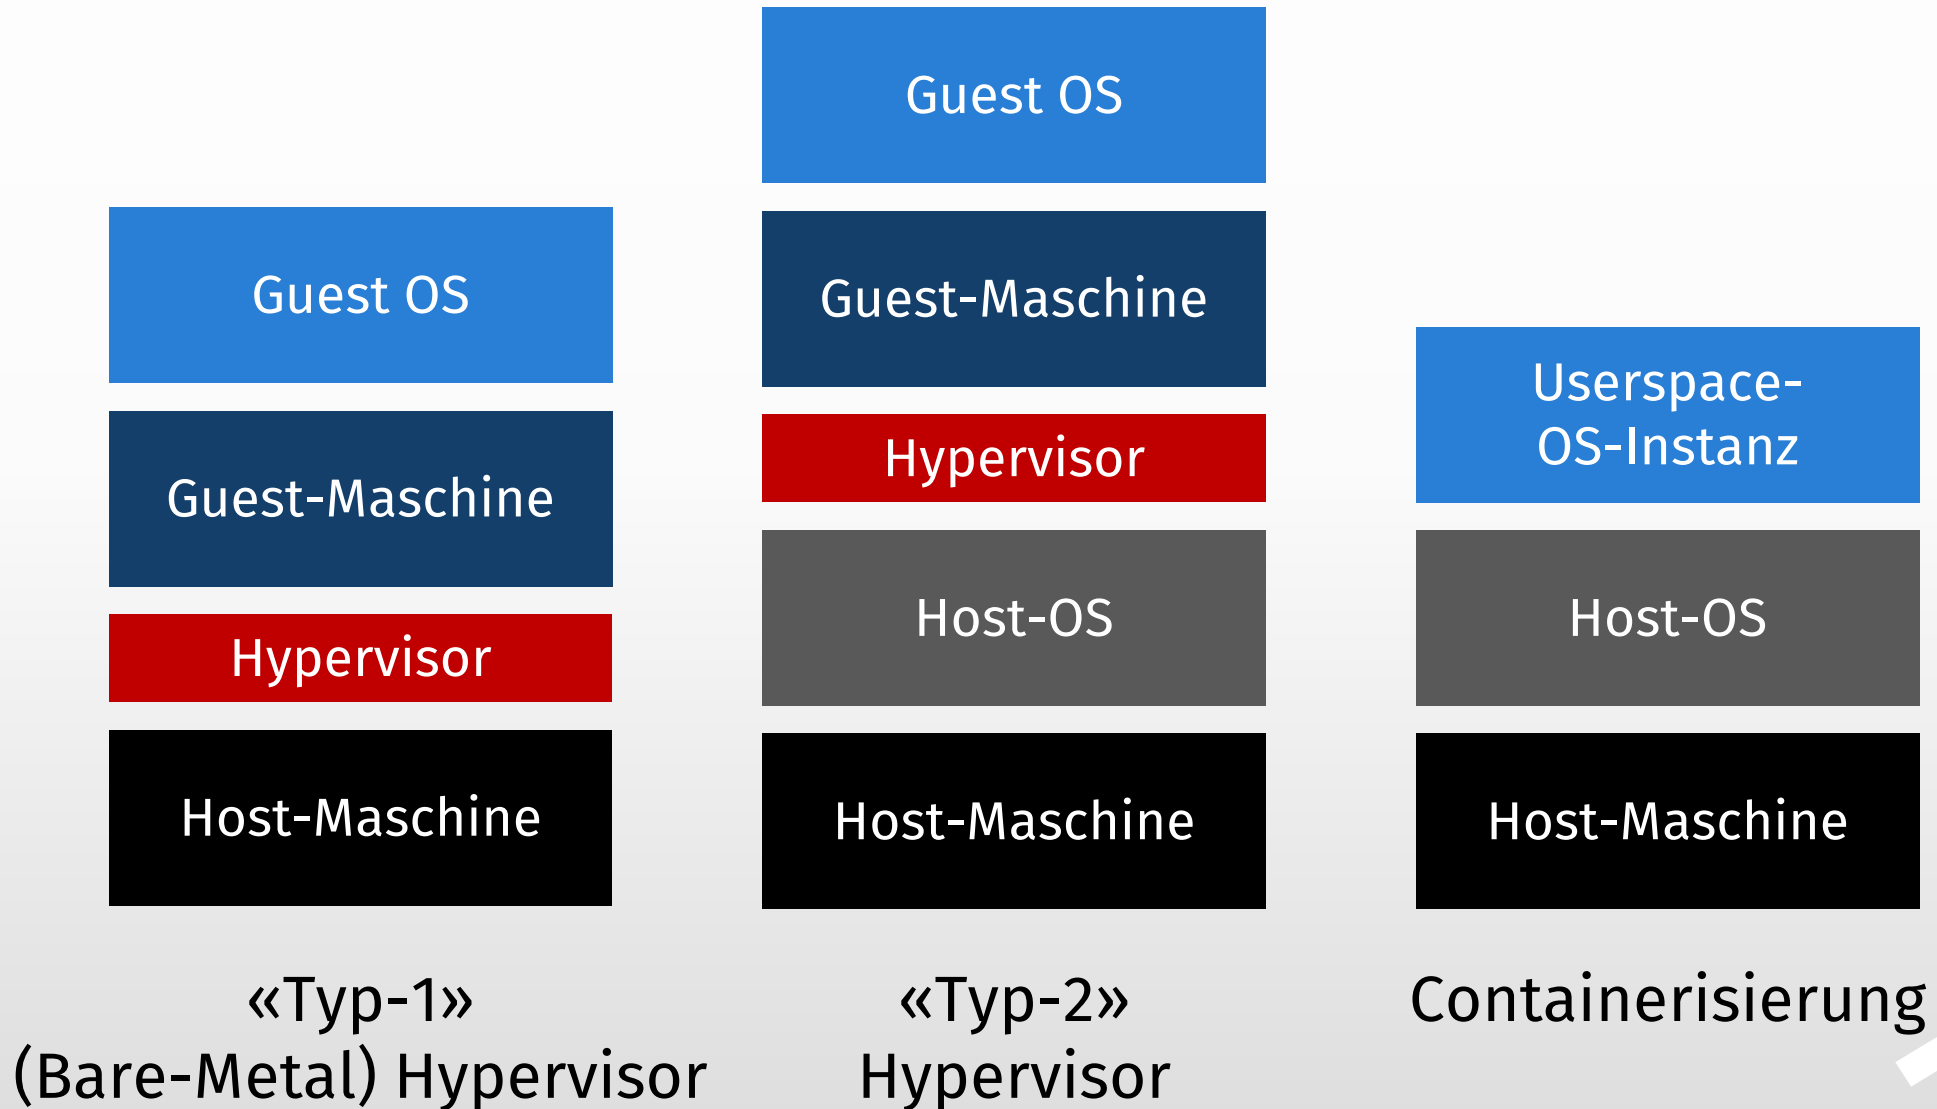 Guest OS
Guest-Maschine
Hypervisor
Host-Maschine
«Typ-1»
(Bare-Metal) Hypervisor
Guest OS
Guest-Maschine
Hypervisor
Host-OS
Host-Maschine
«Typ-2»
Hypervisor
Userspace-
OS-Instanz
Host-OS
Host-Maschine
Containerisierung